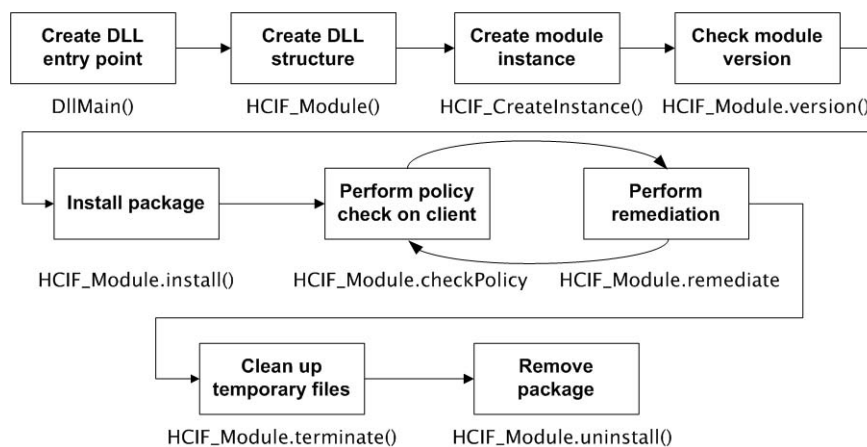 Create DLL
entry point
DllMain()
Create DLL
structure
HCIF_Module()
Create module
instance
HCIF_CreateInstance()
Check module
version
HCIF_Module.version()
Install package
HCIF_Module.install()
Perform policy
check on client
HCIF_Module.checkPolicy
Perform
remediation
HCIF_Module.remediate
Clean up
temporary files
HCIF_Module.terminate()
Remove
package
HCIF_Module.uninstall()